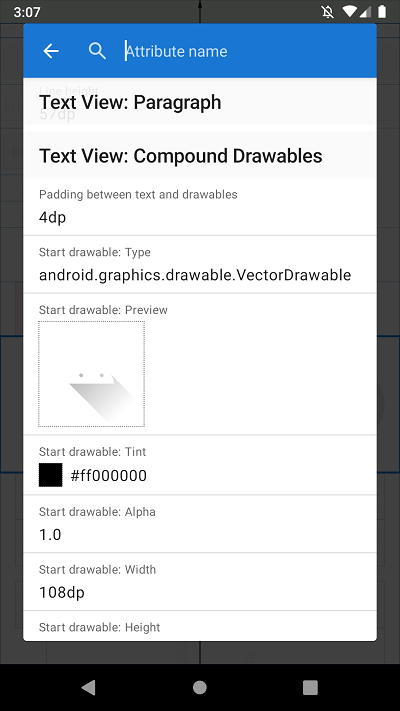 3:07
Attribute name
Line height
Text View: Paragraph
57dp
Text View: Compound Drawables
Padding between text and drawables
4dp
Start drawable: Type
android.graphics.drawable.VectorDrawable
Start drawable: Preview
Start drawable: Tint
#ff000000
Start drawable: Alpha
1.0
Start drawable: Width
108dp
Start drawable: Height